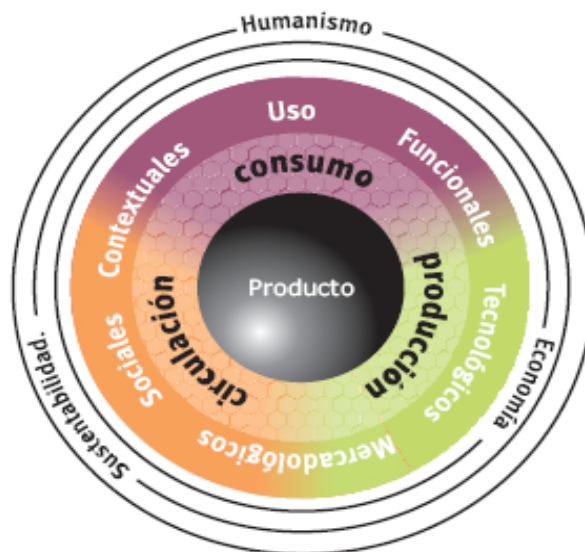 Humanismo
Uso
Funcionales
Contextuales
consumo
Producto
producción
circulación
Tecnológicos
Sociales
Mercadológicos
Economía
Sustentabilidad.